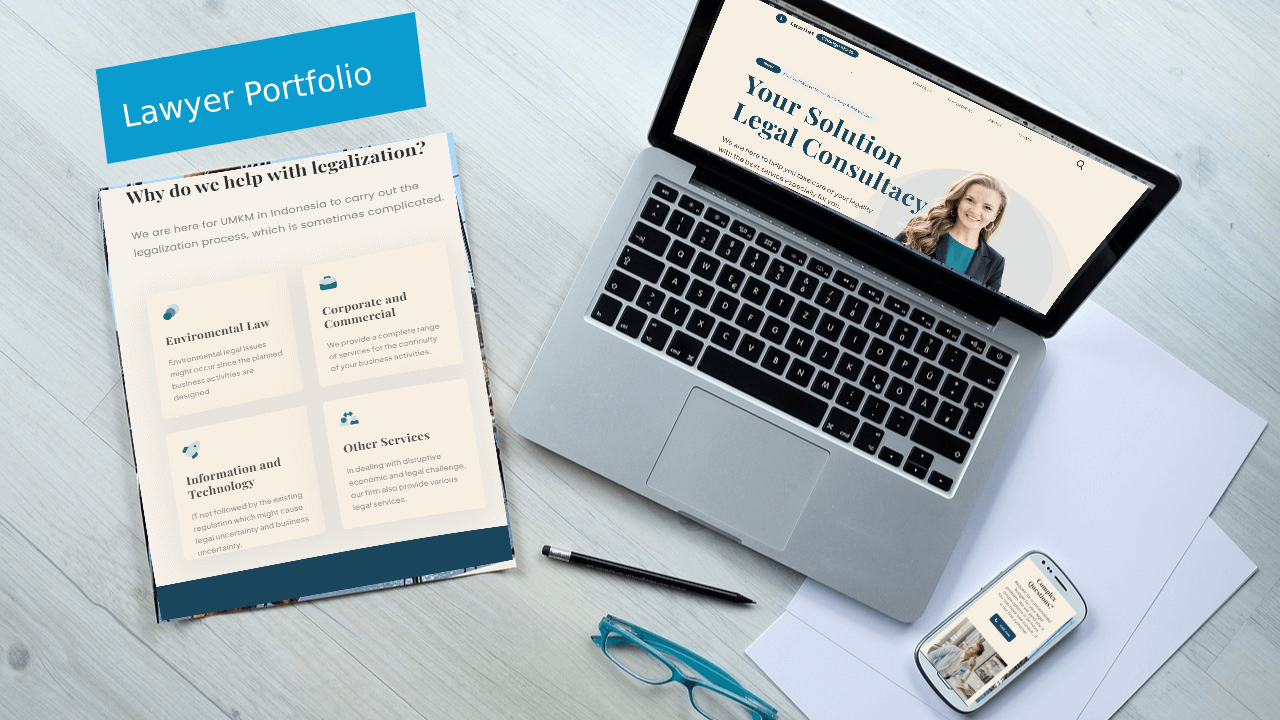 Lawyer Portfolio
Why do we help with legalization?
We are here for UMKM in Indonesia to carry out the
legalization process, which is sometimes complicated.
Enviromental Law
Environmental legal issues
might occur since the planned
business activities are
designed
Corporate and
Commercial
We provide a complete range
of services for the continuity
of your business activities.
Information and
Technology
IT not followed by the existing
regulation which might cause
legal uncertainty and business
uncertainty.
Other Services
In dealing with disruptive
economic and legal challenge,
our firm also provide various
legal services.
Your Solution
Legal Consultacy
We are here to help you take care of your legality
with the best service especially for you.
Complex
Questions?